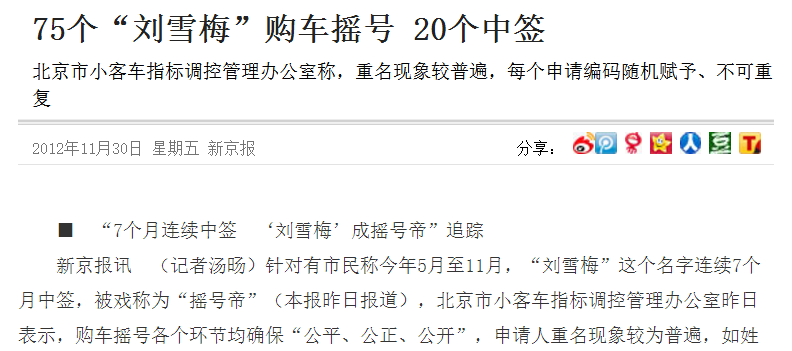 75个“刘雪梅”购车摇号 20个中签
北京市小客车指标调控管理办公室称，重名现象较普遍，每个申请编码随机赋予、不可重
复
2012年11月30日 星期五 新京报 分享：
■ “7个月连续中签 ‘刘雪梅’成摇号帝”追踪
新京报讯 （记者汤旸）针对有市民称今年5月至11月，“刘雪梅”这个名字连续7个
月中签，被戏称为“摇号帝”（本报昨日报道），北京市小客车指标调控管理办公室昨日
表示，购车摇号各个环节均确保“公平、公正、公开”，申请人重名现象较为普遍，如姓